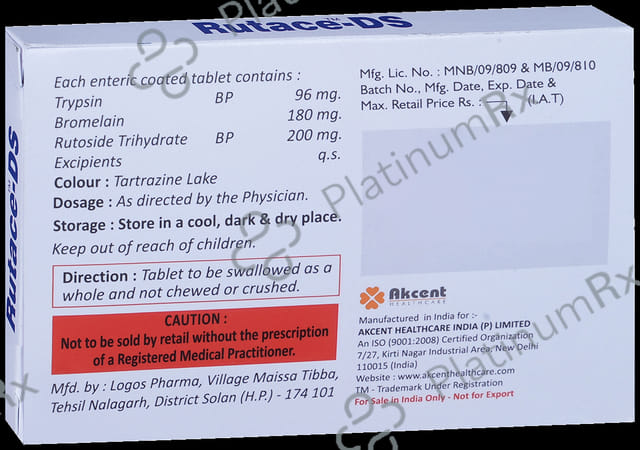 Rutace™-DS
Rutace™-DS
Each enteric coated tablet contains :
Trypsin BP 96 mg.
Bromelain 180 mg.
Rutoside Trihydrate BP 200 mg.
Excipients q.s.
Colour : Tartrazine Lake
Dosage : As directed by the Physician.
Storage : Store in a cool, dark & dry place.
Keep out of reach of children.
Direction : Tablet to be swallowed as a
whole and not chewed or crushed.
CAUTION :
Not to be sold by retail without the prescription
of a Registered Medical Practitioner.
Mfd. by : Logos Pharma, Village Maissa Tibba,
Tehsil Nalagarh, District Solan (H.P.) - 174 101
Mfg. Lic. No. : MNB/09/809 & MB/09/810
Batch No., Mfg. Date, Exp. Date &
Max. Retail Price Rs. : (I.A.T)
Akcent
HEALTHCARE
Manufactured in India for :-
AKCENT HEALTHCARE INDIA (P) LIMITED
An ISO (9001:2008) Certified Organization
7/27, Kirti Nagar Industrial Area, New Delhi
110015 (India)
Website : www.akcenthealthcare.com
TM - Trademark Under Registration
For Sale in India Only - Not for Export
PlatinumRx
PlatinumRx
PlatinumRx
PlatinumRx
Rx